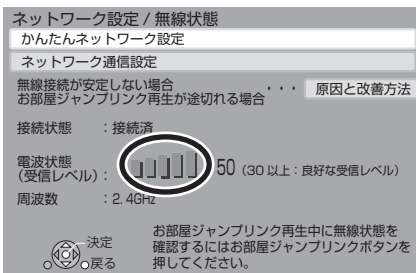 ネットワーク設定 / 無線状態
かんたんネットワーク設定
ネットワーク通信設定
無線接続が安定しない場合
お部屋ジャンプリンク再生が途切れる場合 ・・・ 原因と改善方法
接続状態 : 接続済
電波状態
(受信レベル) : 50 (30 以上 : 良好な受信レベル)
周波数 : 2.4GHz
決定
戻る
お部屋ジャンプリンク再生中に無線状態を
確認するにはお部屋ジャンプリンクボタンを
押してください。